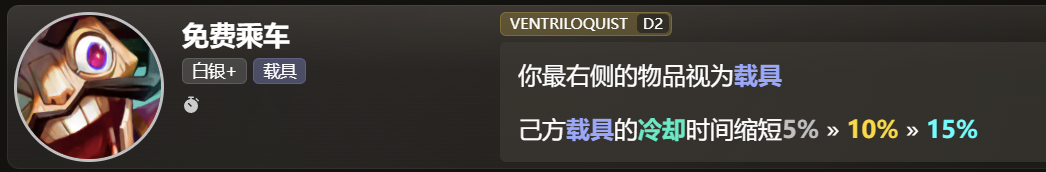 免费乘车
白银+ 载具
VENTRILOQUIST D2
你最右侧的物品视为载具
己方载具的冷却时间缩短5% » 10% » 15%